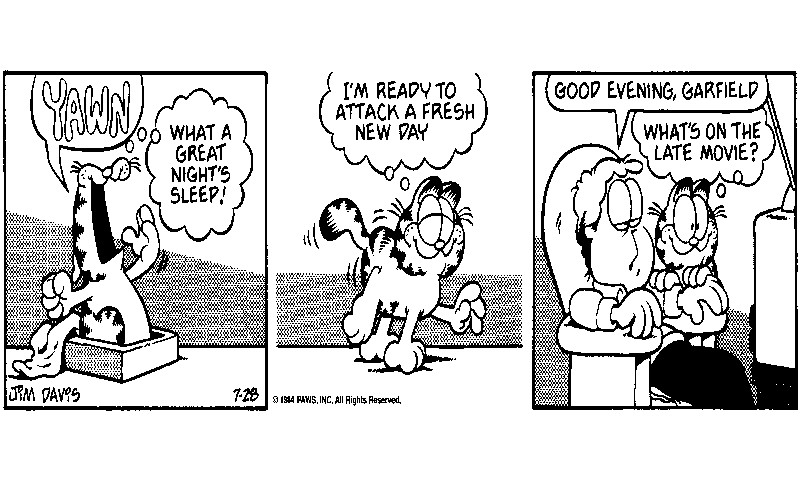 YAWN
WHAT A
GREAT
NIGHT'S
SLEEP!
JIM DAVIS
7-28
I'M READY TO
ATTACK A FRESH
NEW DAY
© 1984 PAWS, INC. All Rights Reserved.
GOOD EVENING, GARFIELD
WHAT'S ON THE
LATE MOVIE?